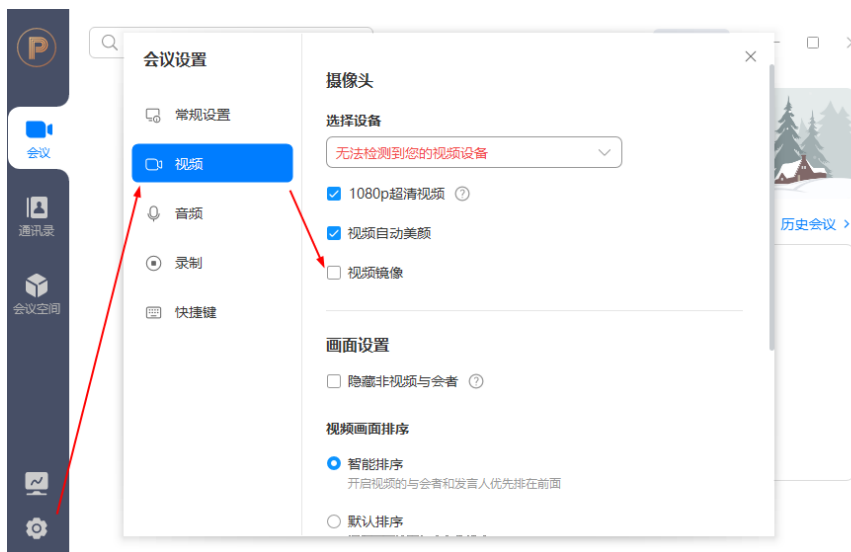 P
会议
通讯录
会议空间
会议设置
常规设置
视频
音频
录制
快捷键
摄像头
选择设备
无法检测到您的视频设备
1080p超清视频
视频自动美颜
视频镜像
画面设置
隐藏非视频与会者
视频画面排序
智能排序
开启视频的与会者和发言人优先排在前面
默认排序
历史会议